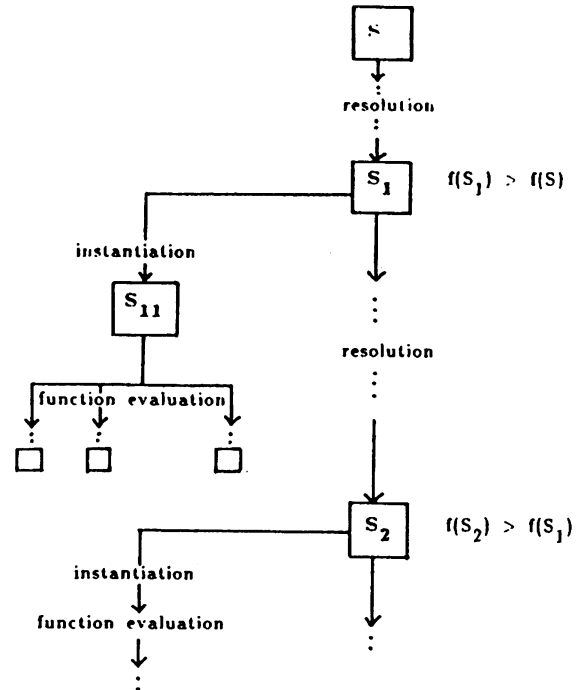 S
resolution
S1 f(S1) > f(S)
instantiation
S11
resolution
function evaluation
S2 f(S2) > f(S1)
instantiation
function evaluation